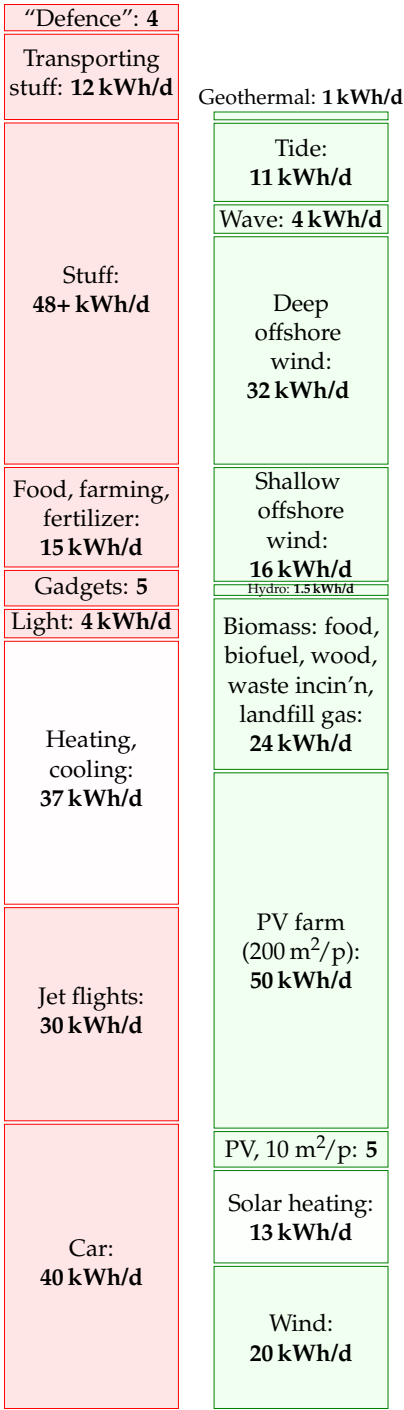 “Defence”: 4
Transporting
stuff: 12 kWh/d
Stuff:
48+ kWh/d
Food, farming,
fertilizer:
15 kWh/d
Gadgets: 5
Light: 4 kWh/d
Heating,
cooling:
37 kWh/d
Jet flights:
30 kWh/d
Car:
40 kWh/d
Geothermal: 1 kWh/d
Tide:
11 kWh/d
Wave: 4 kWh/d
Deep
offshore
wind:
32 kWh/d
Shallow
offshore
wind:
16 kWh/d
Hydro: 1.5 kWh/d
Biomass: food,
biofuel, wood,
waste incin’n,
landfill gas:
24 kWh/d
PV farm
(200 m²/p):
50 kWh/d
PV, 10 m²/p: 5
Solar heating:
13 kWh/d
Wind:
20 kWh/d